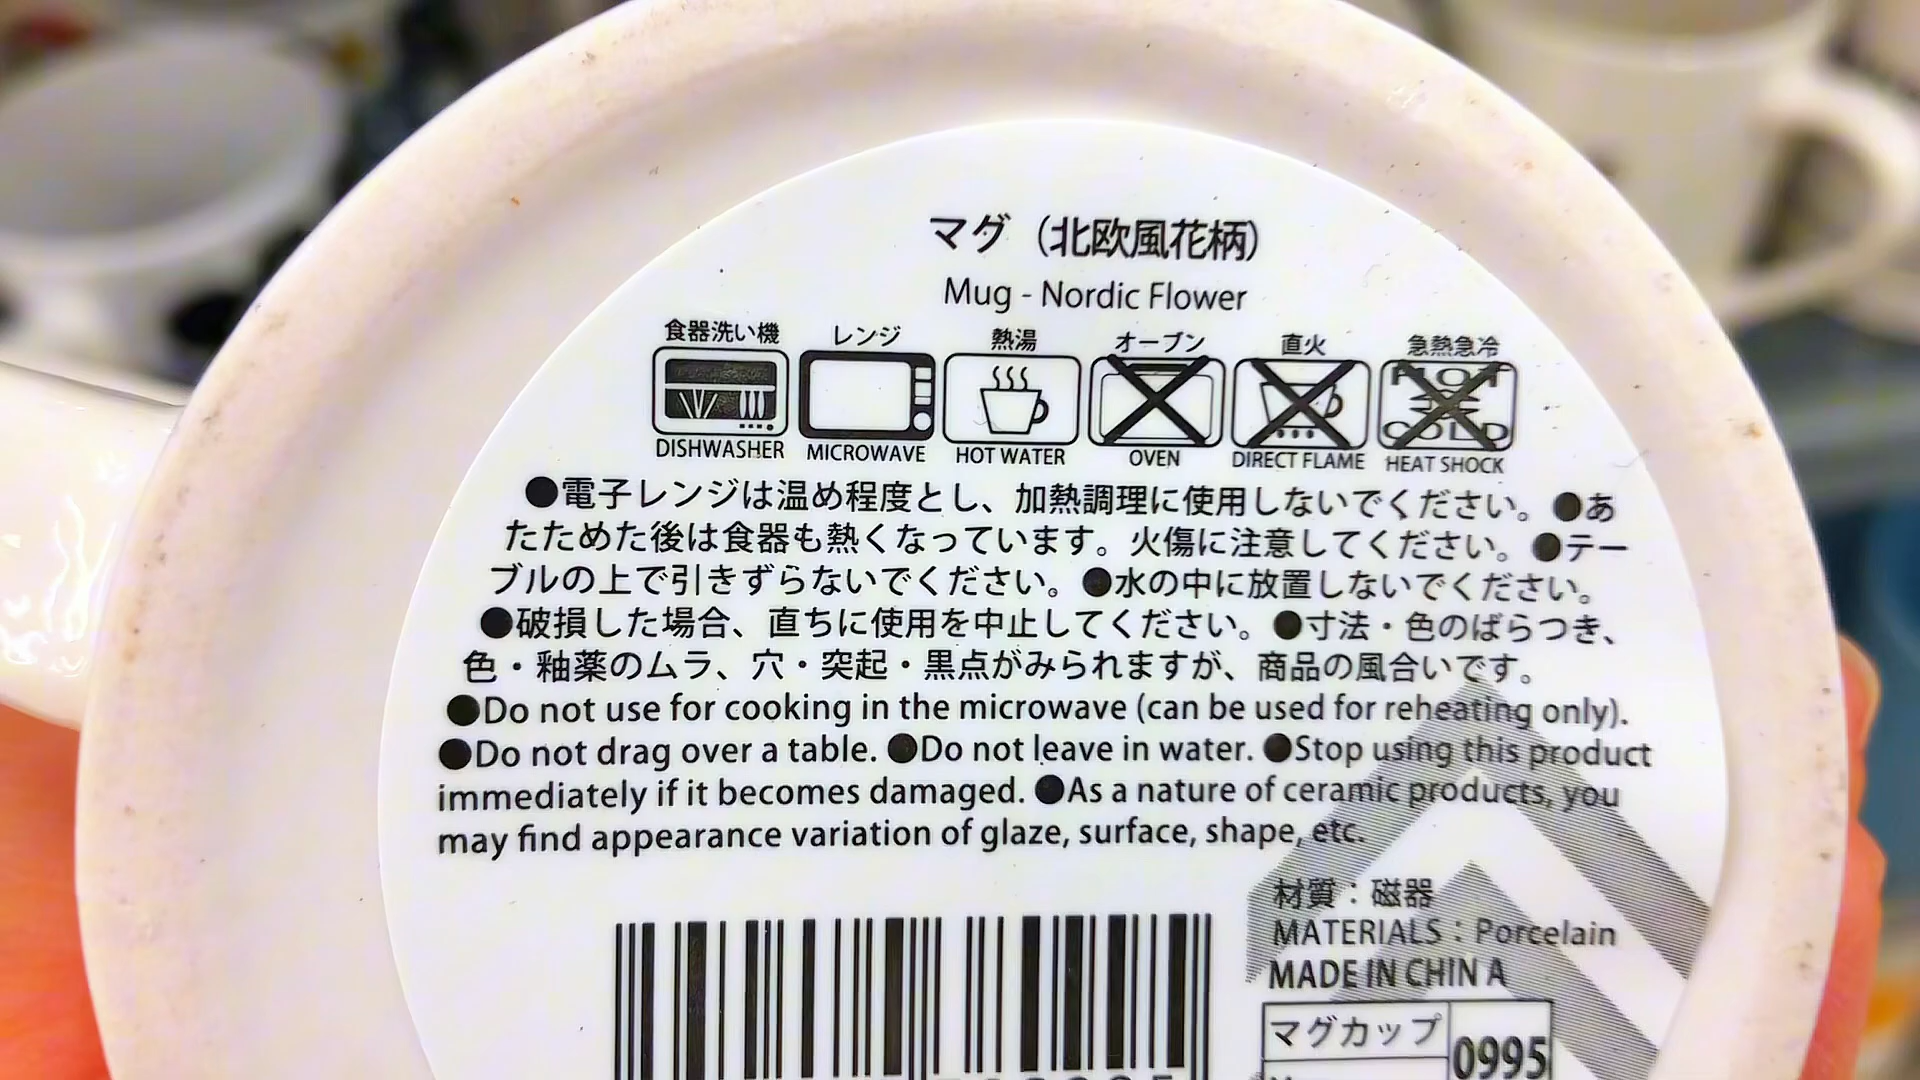 マグ（北欧風花柄）
Mug - Nordic Flower
食器洗い機 レンジ 熱湯 オーブン 直火 急熱急冷
HOT
COLD
DISHWASHER MICROWAVE HOT WATER OVEN DIRECT FLAME HEAT SHOCK
●電子レンジは温め程度とし、加熱調理に使用しないでください。●あ
たためた後は食器も熱くなっています。火傷に注意してください。●テー
ブルの上で引きずらないでください。●水の中に放置しないでください。
●破損した場合、直ちに使用を中止してください。●寸法・色のばらつき、
色・釉薬のムラ、穴・突起・黒点がみられますが、商品の風合いです。
●Do not use for cooking in the microwave (can be used for reheating only).
●Do not drag over a table. ●Do not leave in water. ●Stop using this product
immediately if it becomes damaged. ●As a nature of ceramic products, you
may find appearance variation of glaze, surface, shape, etc.
材質：磁器
MATERIALS：Porcelain
MADE IN CHINA
マグカップ
0995